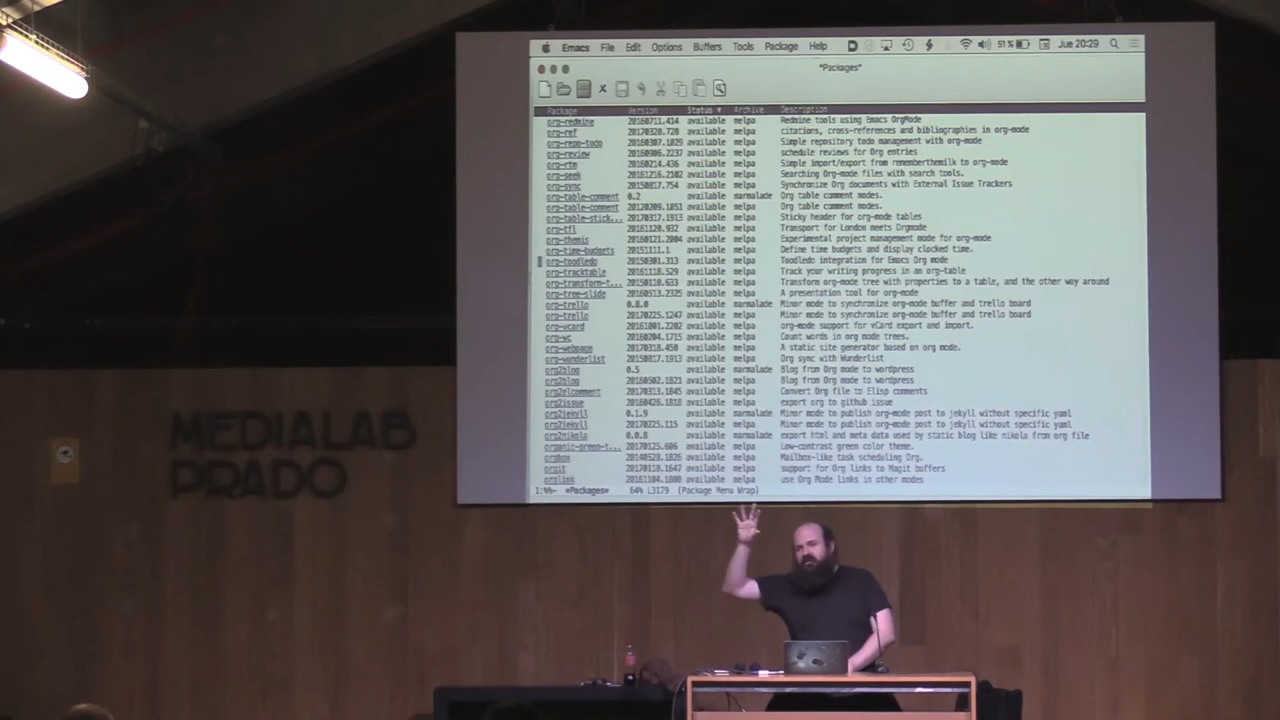 Emacs File Edit Options Buffers Tools Package Help 51% Jue 20:29
*Packages*
Package Version Status Archive Description
org-redmine 20160711.414 available melpa Redmine tools using Emacs OrgMode
org-ref 20170320.728 available melpa citations, cross-references and bibliographies in org-mode
org-repo-todo 20160307.1029 available melpa Simple repository todo management with org-mode
org-review 20160906.2237 available melpa schedule reviews for Org entries
org-rtm 20160214.436 available melpa Simple import/export from rememberthemilk to org-mode
org-seek 20161216.2102 available melpa Searching Org-mode files with search tools.
org-sync 20150817.754 available melpa Synchronize Org documents with External Issue Trackers
org-table-comment 0.2 available marmalade Org table comment modes.
org-table-comment 20120209.1051 available melpa Org table comment modes.
org-table-stick... 20170317.1913 available melpa Sticky header for org-mode tables
org-tfl 20161120.932 available melpa Transport for London meets Orgmode
org-themis 20160121.2004 available melpa Experimental project management mode for org-mode
org-time-budgets 20151111.1 available melpa Define time budgets and display clocked time.
org-toodledo 20150301.313 available melpa Toodledo integration for Emacs Org mode
org-tracktable 20161118.529 available melpa Track your writing progress in an org-table
org-transform-t... 20150110.633 available melpa Transform org-mode tree with properties to a table, and the other way around
org-tree-slide 20160513.2325 available melpa A presentation tool for org-mode
org-trello 0.8.0 available marmalade Minor mode to synchronize org-mode buffer and trello board
org-trello 20170225.1247 available melpa Minor mode to synchronize org-mode buffer and trello board
org-vcard 20161001.2202 available melpa org-mode support for vCard export and import.
org-wc 20160204.1715 available melpa Count words in org mode trees.
org-webpage 20170318.450 available melpa A static site generator based on org mode.
org-wunderlist 20150817.1913 available melpa Org sync with Wunderlist
org2blog 0.5 available marmalade Blog from Org mode to wordpress
org2blog 20160502.1821 available melpa Blog from Org mode to wordpress
org2elcomment 20170313.1845 available melpa Convert Org file to Elisp comments
org2issue 20160426.1818 available melpa export org to github issue
org2jekyll 0.1.9 available marmalade Minor mode to publish org-mode post to jekyll without specific yaml
org2jekyll 20170225.115 available melpa Minor mode to publish org-mode post to jekyll without specific yaml
org2nikola 0.0.8 available marmalade export html and meta data used by static blog like nikola from org file
organic-green-t... 20170125.606 available melpa Low-contrast green color theme.
orgbox 20140528.1826 available melpa Mailbox-like task scheduling Org.
orgit 20170118.1647 available melpa support for Org links to Magit buffers
orglink 20161104.1800 available melpa use Org Mode Links in other modes
1:%%- *Packages* 64% L3179 (Package Menu Wrap)
MEDIALAB
PRADO